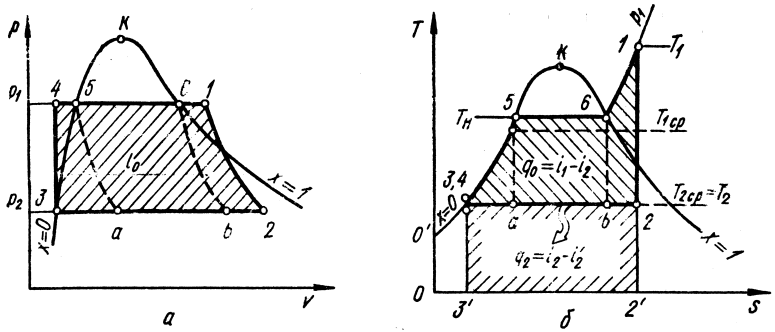 p
K
4
5
6
1
p₁
l₀
x=1
3
p₂
x=0
a
b
2
v
а
T
p₁
1
T₁
K
5
6
Tн
T₁ср
q₀=i₁-i₂
3,4
x=0
T₂ср=T₂
a
b
2
0'
q₂=i₂-i₂'
x=1
0
3'
2'
s
б